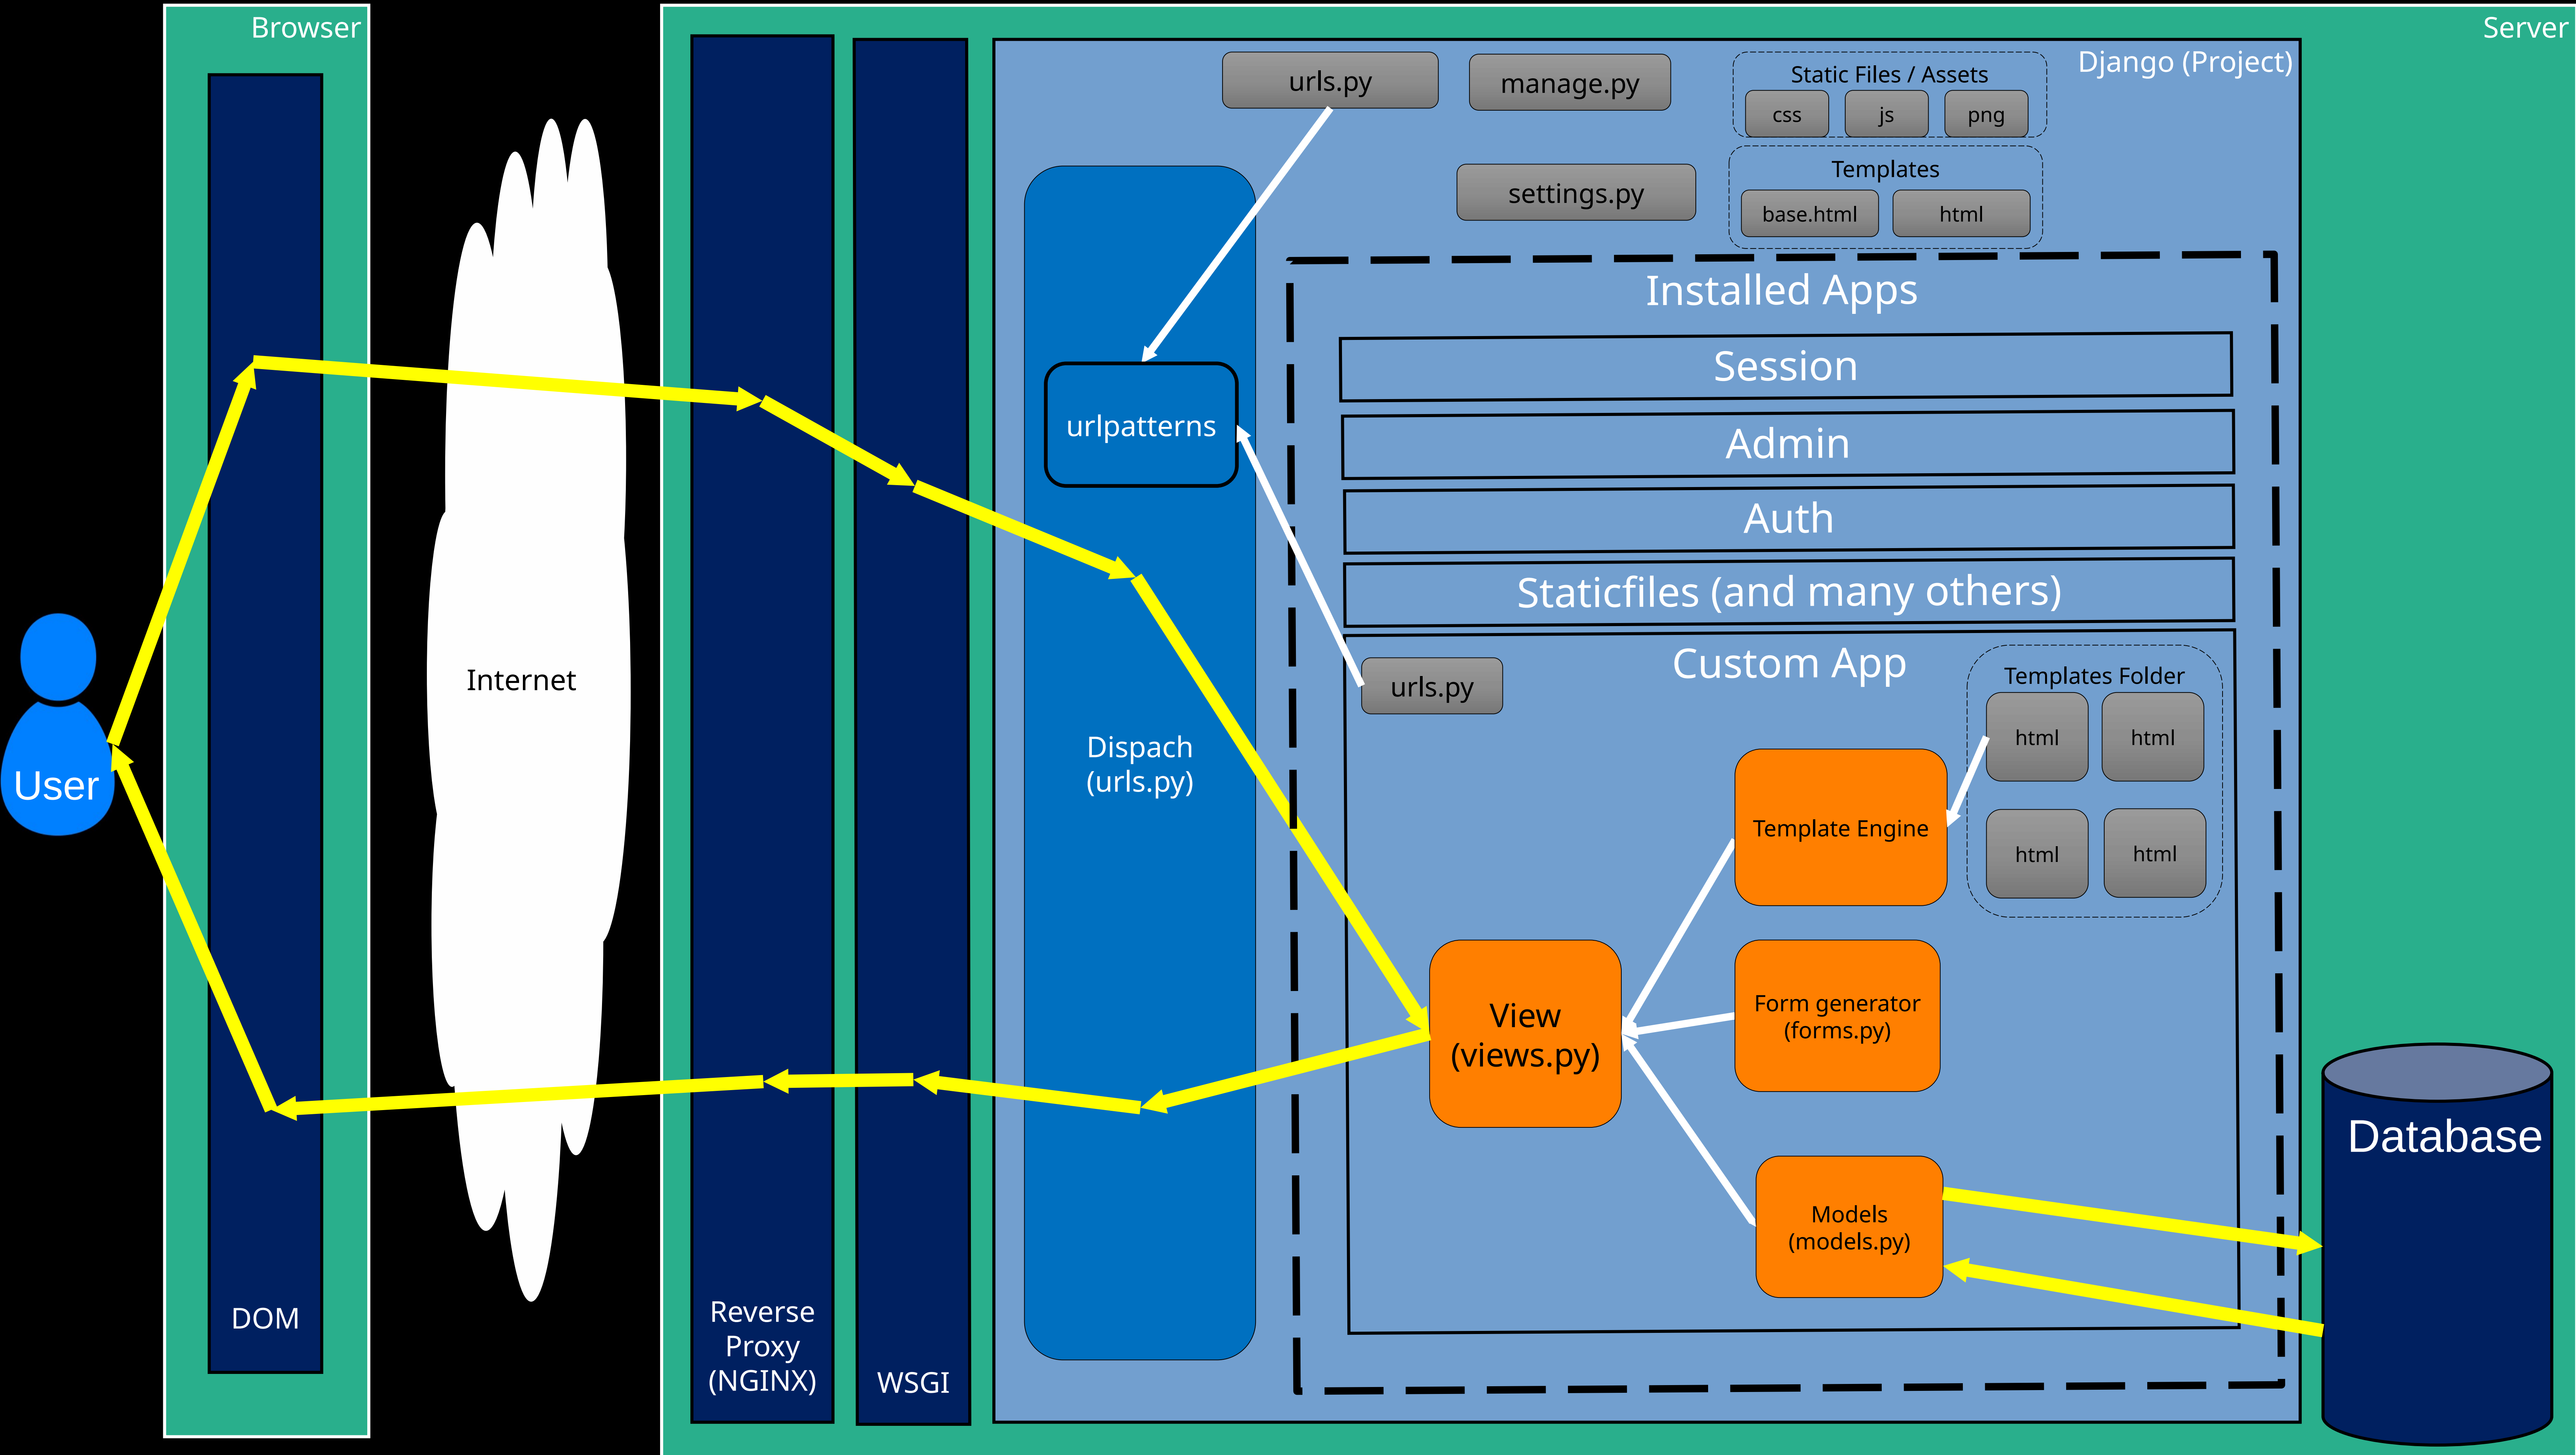 Browser
Server
Django (Project)
urls.py
manage.py
Static Files / Assets
css
js
png
settings.py
Templates
base.html
html
Installed Apps
Session
Admin
Auth
Staticfiles (and many others)
urlpatterns
Dispach
(urls.py)
Custom App
urls.py
Templates Folder
html
html
html
html
Template Engine
Form generator
(forms.py)
View
(views.py)
Models
(models.py)
Database
Internet
User
DOM
Reverse
Proxy
(NGINX)
WSGI